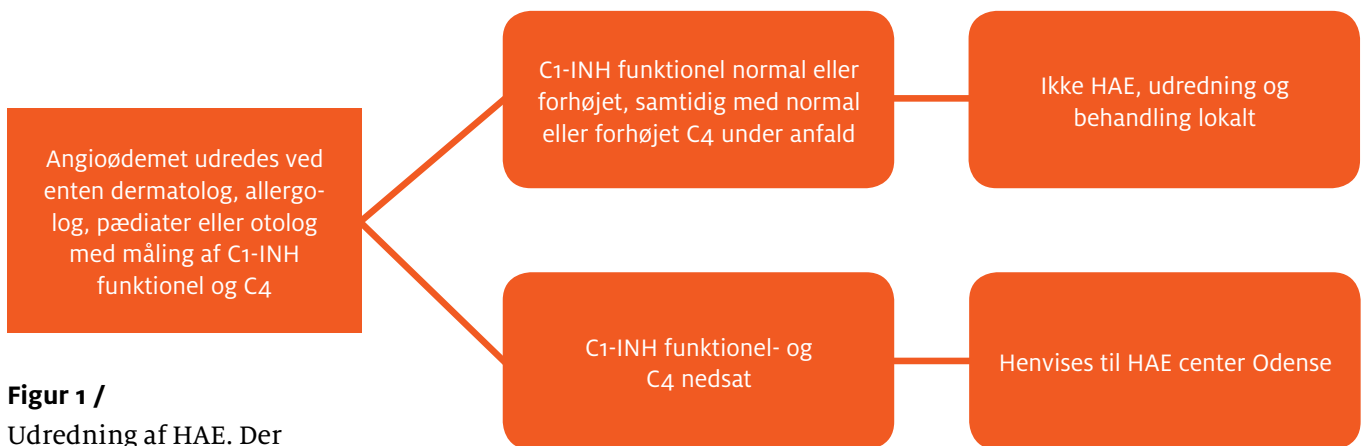 Angioødemet udredes ved
enten dermatolog, allergo-
log, pædiater eller otolog
med måling af C1-INH
funktionel og C4
C1-INH funktionel normal eller
forhøjet, samtidig med normal
eller forhøjet C4 under anfald
Ikke HAE, udredning og
behandling lokalt
C1-INH funktionel- og
C4 nedsat
Henvises til HAE center Odense
Figur 1 /
Udredning af HAE. Der